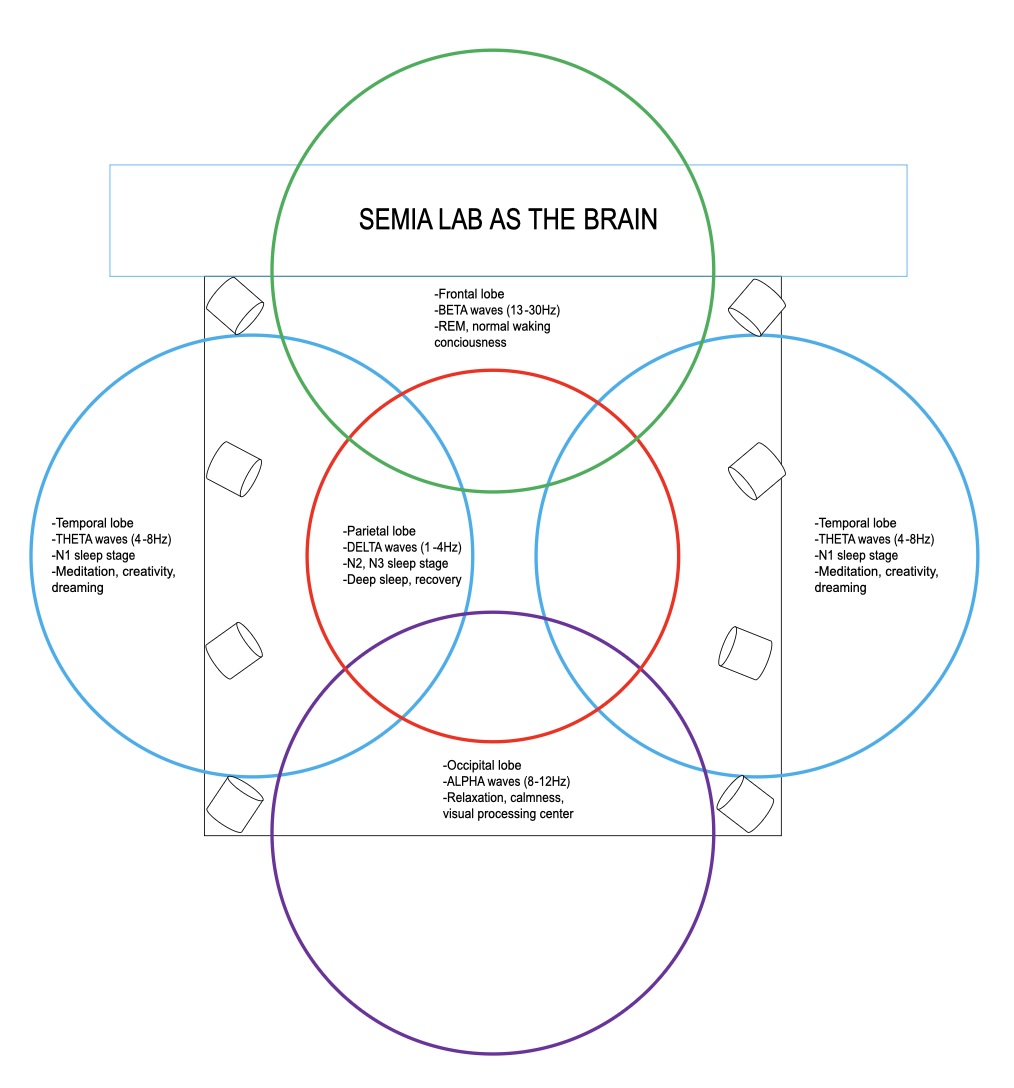 SEMIA LAB AS THE BRAIN
-Frontal lobe
-BETA waves (13-30Hz)
-REM, normal waking
conciousness
-Temporal lobe
-THETA waves (4-8Hz)
-N1 sleep stage
-Meditation, creativity,
dreaming
-Parietal lobe
-DELTA waves (1-4Hz)
-N2, N3 sleep stage
-Deep sleep, recovery
-Temporal lobe
-THETA waves (4-8Hz)
-N1 sleep stage
-Meditation, creativity,
dreaming
-Occipital lobe
-ALPHA waves (8-12Hz)
-Relaxation, calmness,
visual processing center